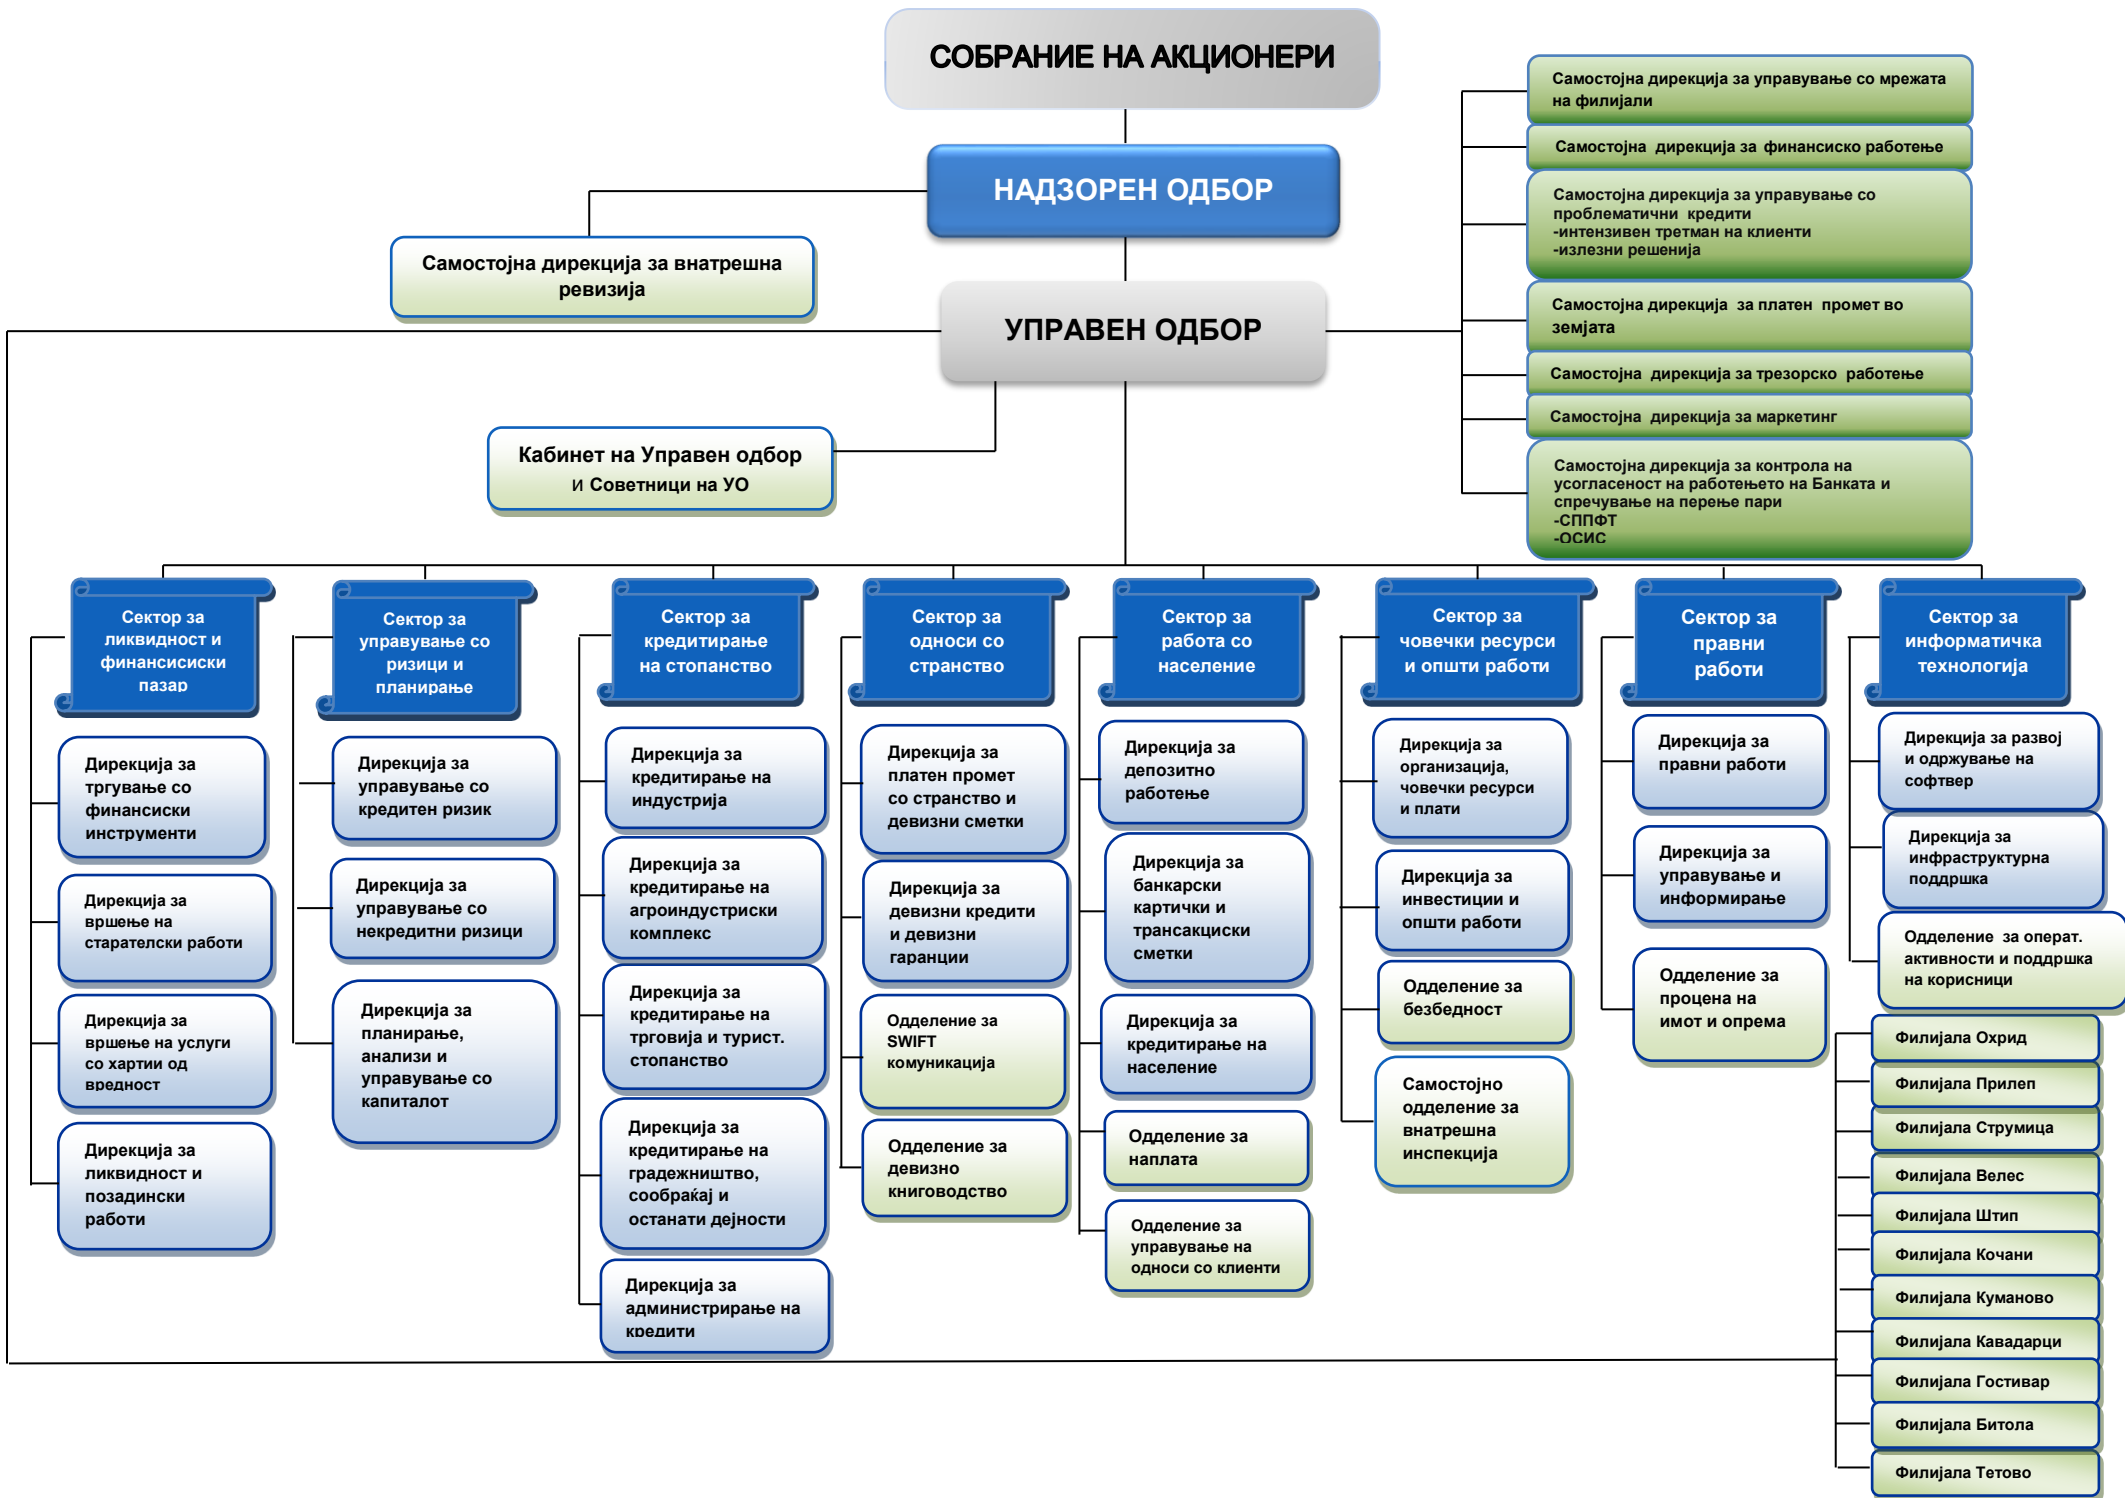 СОБРАНИЕ НА АКЦИОНЕРИ
НАДЗОРЕН ОДБОР
Самостојна дирекција за внатрешна
ревизија
УПРАВЕН ОДБОР
Кабинет на Управен одбор
и Советници на УО
Самостојна дирекција за управување со мрежата
на филијали
Самостојна дирекција за финансиско работење
Самостојна дирекција за управување со
проблематични кредити
-интензивен третман на клиенти
-излезни решенија
Самостојна дирекција за платен промет во
земјата
Самостојна дирекција за трезорско работење
Самостојна дирекција за маркетинг
Самостојна дирекција за контрола на
усогласеност на работењето на Банката и
спречување на перење пари
-СППФТ
-ОСИС
Сектор за
ликвидност и
финансисиски
пазар
Дирекција за
тргување со
финансиски
инструменти
Дирекција за
вршење на
старателски работи
Дирекција за
вршење на услуги
со хартии од
вредност
Дирекција за
ликвидност и
позадински
работи
Сектор за
управување со
ризици и
планирање
Дирекција за
управување со
кредитен ризик
Дирекција за
управување со
некредитни ризици
Дирекција за
планирање,
анализи и
управување со
капиталот
Сектор за
кредитирање
на стопанство
Дирекција за
кредитирање на
индустрија
Дирекција за
кредитирање на
агроиндустриски
комплекс
Дирекција за
кредитирање на
трговија и турист.
стопанство
Дирекција за
кредитирање на
градежништво,
сообраќај и
останати дејности
Дирекција за
администрирање на
кредити
Сектор за
односи со
странство
Дирекција за
платен промет
со странство и
девизни сметки
Дирекција за
девизни кредити
и девизни
гаранции
Одделение за
SWIFT
комуникација
Одделение за
девизно
книговодство
Сектор за
работа со
население
Дирекција за
депозитно
работење
Дирекција за
банкарски
картички и
трансакциски
сметки
Дирекција за
кредитирање на
население
Одделение за
наплата
Одделение за
управување на
односи со клиенти
Сектор за
човечки ресурси
и општи работи
Дирекција за
организација,
човечки ресурси
и плати
Дирекција за
инвестиции и
општи работи
Одделение за
безбедност
Самостојно
одделение за
внатрешна
инспекција
Сектор за
правни
работи
Дирекција за
правни работи
Дирекција за
управување и
информирање
Одделение за
процена на
имот и опрема
Сектор за
информатичка
технологија
Дирекција за развој
и одржување на
софтвер
Дирекција за
инфраструктурна
поддршка
Одделение за операт.
активности и поддршка
на корисници
Филијала Охрид
Филијала Прилеп
Филијала Струмица
Филијала Велес
Филијала Штип
Филијала Кочани
Филијала Куманово
Филијала Кавадарци
Филијала Гостивар
Филијала Битола
Филијала Тетово